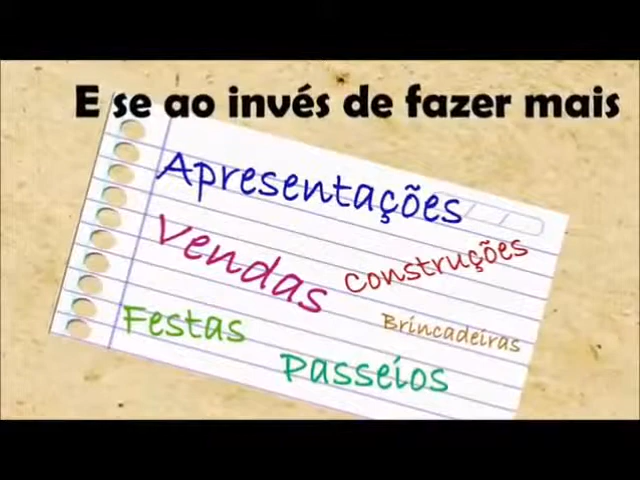 E se ao invés de fazer mais
Apresentações
Vendas
Construções
Festas
Brincadeiras
Passeios